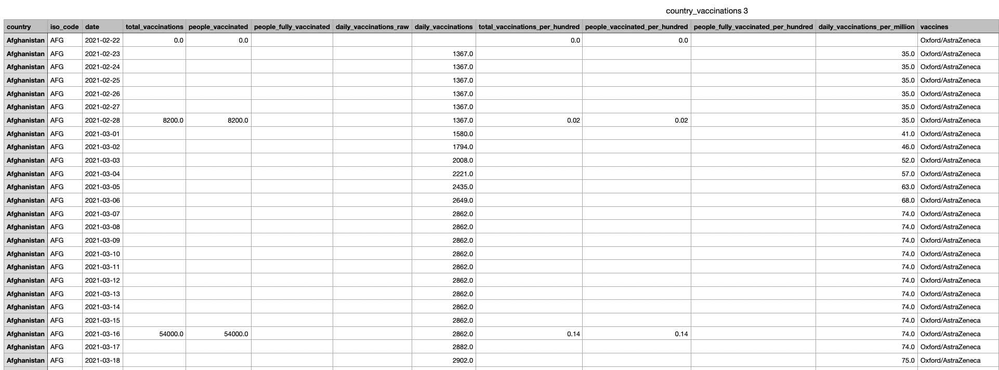 country_vaccinations 3
country iso_code date total_vaccinations people_vaccinated people_fully_vaccinated daily_vaccinations_raw daily_vaccinations total_vaccinations_per_hundred people_vaccinated_per_hundred people_fully_vaccinated_per_hundred daily_vaccinations_per_million vaccines
Afghanistan AFG 2021-02-22 0.0 0.0 0.0 0.0 Oxford/AstraZeneca
Afghanistan AFG 2021-02-23 1367.0 35.0 Oxford/AstraZeneca
Afghanistan AFG 2021-02-24 1367.0 35.0 Oxford/AstraZeneca
Afghanistan AFG 2021-02-25 1367.0 35.0 Oxford/AstraZeneca
Afghanistan AFG 2021-02-26 1367.0 35.0 Oxford/AstraZeneca
Afghanistan AFG 2021-02-27 1367.0 35.0 Oxford/AstraZeneca
Afghanistan AFG 2021-02-28 8200.0 8200.0 1367.0 0.02 0.02 35.0 Oxford/AstraZeneca
Afghanistan AFG 2021-03-01 1580.0 41.0 Oxford/AstraZeneca
Afghanistan AFG 2021-03-02 1794.0 46.0 Oxford/AstraZeneca
Afghanistan AFG 2021-03-03 2008.0 52.0 Oxford/AstraZeneca
Afghanistan AFG 2021-03-04 2221.0 57.0 Oxford/AstraZeneca
Afghanistan AFG 2021-03-05 2435.0 63.0 Oxford/AstraZeneca
Afghanistan AFG 2021-03-06 2649.0 68.0 Oxford/AstraZeneca
Afghanistan AFG 2021-03-07 2862.0 74.0 Oxford/AstraZeneca
Afghanistan AFG 2021-03-08 2862.0 74.0 Oxford/AstraZeneca
Afghanistan AFG 2021-03-09 2862.0 74.0 Oxford/AstraZeneca
Afghanistan AFG 2021-03-10 2862.0 74.0 Oxford/AstraZeneca
Afghanistan AFG 2021-03-11 2862.0 74.0 Oxford/AstraZeneca
Afghanistan AFG 2021-03-12 2862.0 74.0 Oxford/AstraZeneca
Afghanistan AFG 2021-03-13 2862.0 74.0 Oxford/AstraZeneca
Afghanistan AFG 2021-03-14 2862.0 74.0 Oxford/AstraZeneca
Afghanistan AFG 2021-03-15 2862.0 74.0 Oxford/AstraZeneca
Afghanistan AFG 2021-03-16 54000.0 54000.0 2862.0 0.14 0.14 74.0 Oxford/AstraZeneca
Afghanistan AFG 2021-03-17 2882.0 74.0 Oxford/AstraZeneca
Afghanistan AFG 2021-03-18 2902.0 75.0 Oxford/AstraZeneca